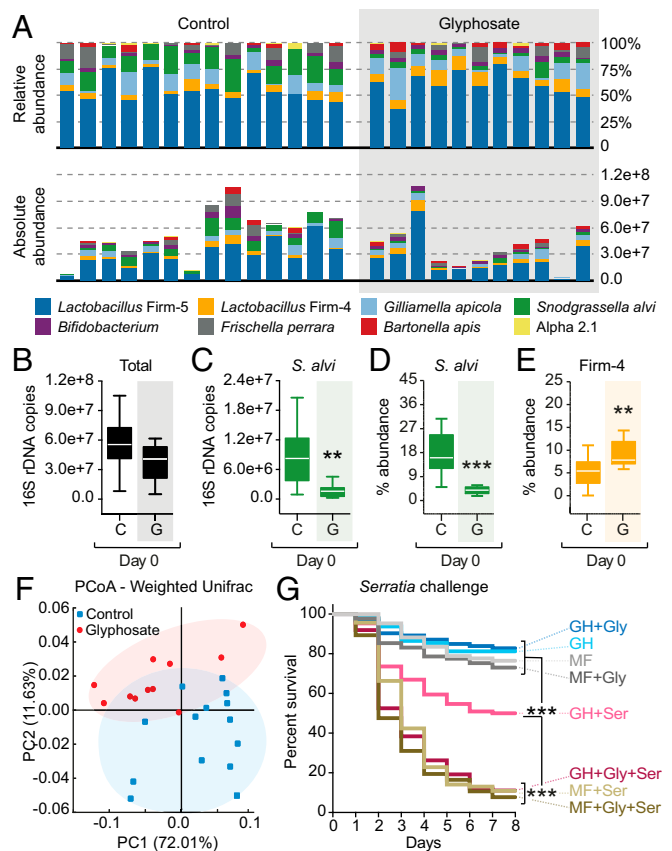 A
Control
Glyphosate
Relative
abundance
100%
75%
50%
25%
0
Absolute
abundance
1.2e+8
9.0e+7
6.0e+7
3.0e+7
0.0
Lactobacillus Firm-5
Lactobacillus Firm-4
Gilliamella apicola
Snodgrassella alvi
Bifidobacterium
Frischella perrara
Bartonella apis
Alpha 2.1
B
Total
16S rDNA copies
1.2e+8
9.0e+7
6.0e+7
3.0e+7
0.0
C
G
Day 0
C
S. alvi
16S rDNA copies
2.4e+7
1.8e+7
1.2e+7
6.0e+6
0.0
**
C
G
Day 0
D
S. alvi
% abundance
45
30
15
0
***
C
G
Day 0
E
Firm-4
% abundance
25
20
15
10
5
0
**
C
G
Day 0
F
PCoA - Weighted Unifrac
Control
Glyphosate
PC2 (11.63%)
0.06
0.04
0.02
0.00
-0.02
-0.04
-0.06
-0.1
0.0
0.1
PC1 (72.01%)
G
Serratia challenge
Percent survival
100
80
60
40
20
0
0 1 2 3 4 5 6 7 8
Days
GH+Gly
GH
MF
MF+Gly
***
GH+Ser
GH+Gly+Ser
***
MF+Ser
MF+Gly+Ser